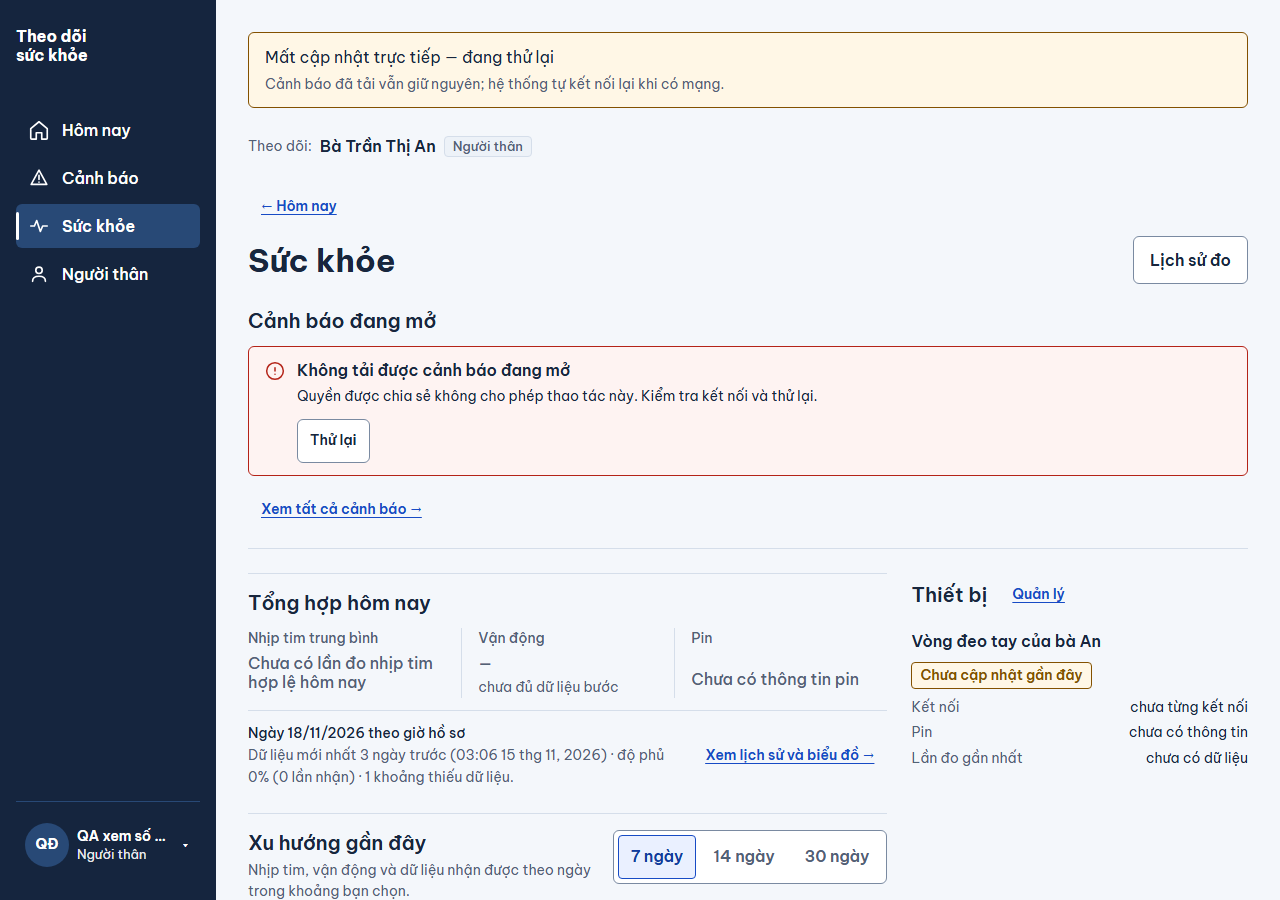 Theo dõi
sức khỏe
Hôm nay
Cảnh báo
Sức khỏe
Người thân
QĐ
QA xem số ...
Người thân
Mất cập nhật trực tiếp — đang thử lại
Cảnh báo đã tải vẫn giữ nguyên; hệ thống tự kết nối lại khi có mạng.
Theo dõi: Bà Trần Thị An Người thân
← Hôm nay
Sức khỏe
Lịch sử đo
Cảnh báo đang mở
Không tải được cảnh báo đang mở
Quyền được chia sẻ không cho phép thao tác này. Kiểm tra kết nối và thử lại.
Thử lại
Xem tất cả cảnh báo →
Tổng hợp hôm nay
Nhịp tim trung bình
Chưa có lần đo nhịp tim
hợp lệ hôm nay
Vận động
—
chưa đủ dữ liệu bước
Pin
Chưa có thông tin pin
Ngày 18/11/2026 theo giờ hồ sơ
Dữ liệu mới nhất 3 ngày trước (03:06 15 thg 11, 2026) · độ phủ
0% (0 lần nhận) · 1 khoảng thiếu dữ liệu.
Xem lịch sử và biểu đồ →
Xu hướng gần đây
Nhịp tim, vận động và dữ liệu nhận được theo ngày
trong khoảng bạn chọn.
7 ngày 14 ngày 30 ngày
Thiết bị Quản lý
Vòng đeo tay của bà An
Chưa cập nhật gần đây
Kết nối chưa từng kết nối
Pin chưa có thông tin
Lần đo gần nhất chưa có dữ liệu